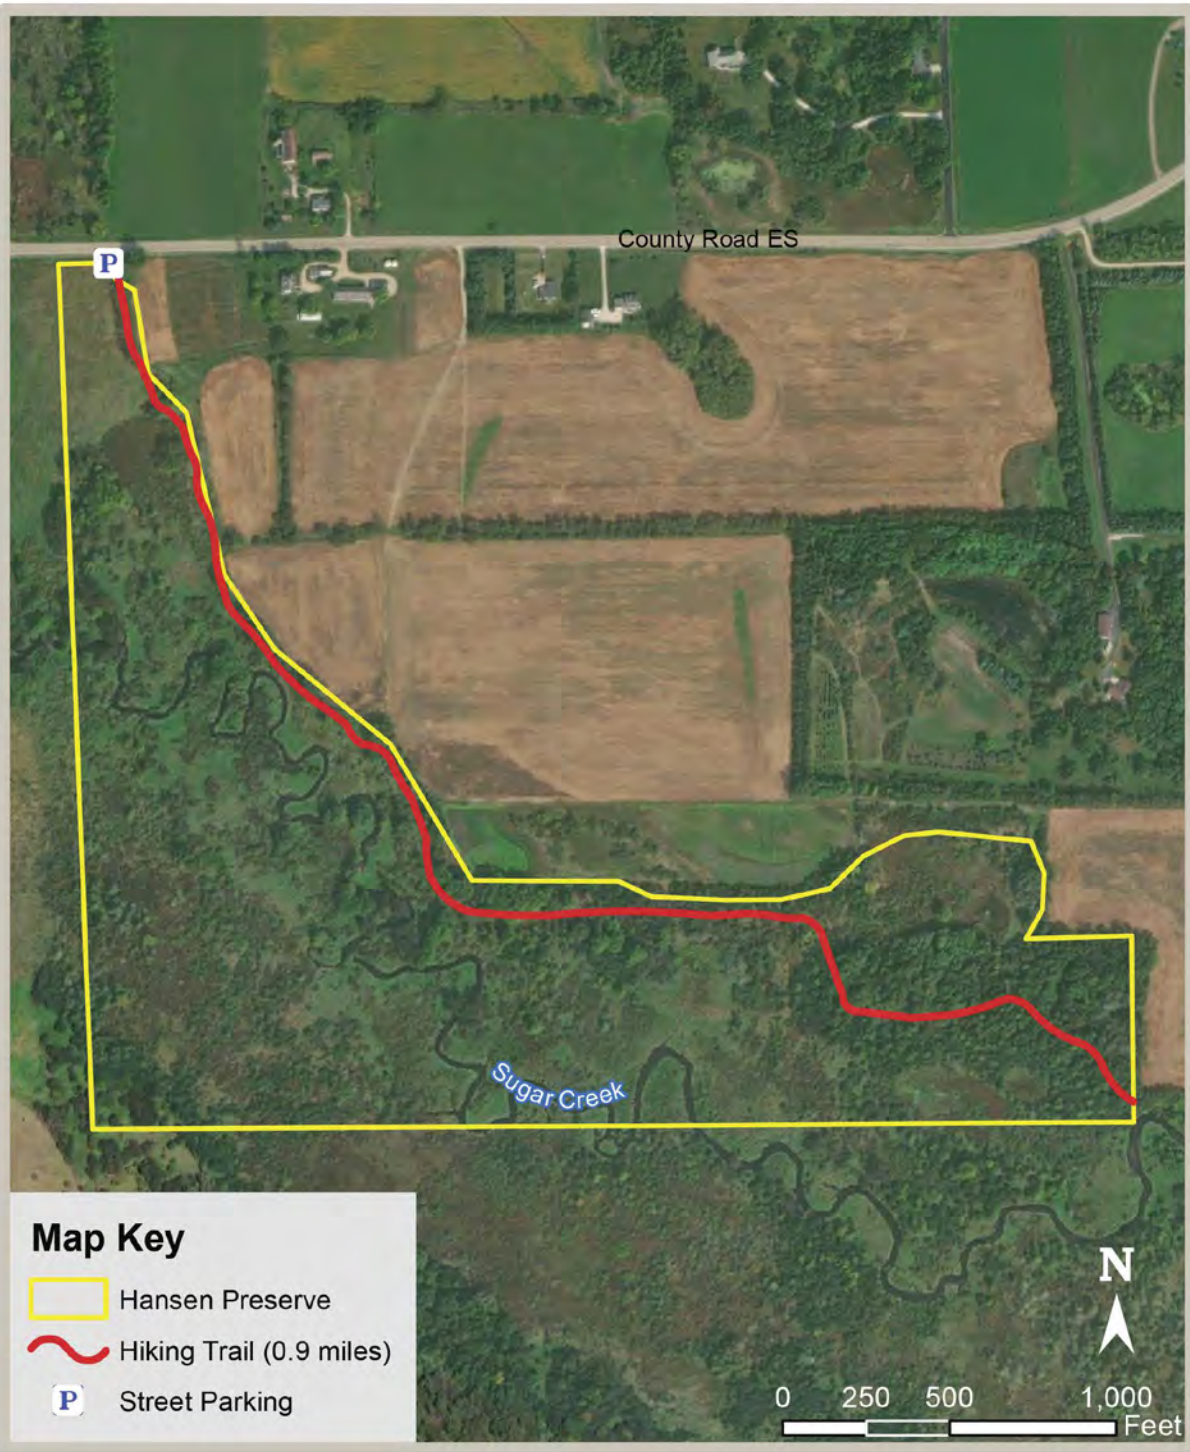 County Road ES
P
Sugar Creek
Map Key
Hansen Preserve
Hiking Trail (0.9 miles)
P Street Parking
N
0 250 500 1,000
Feet